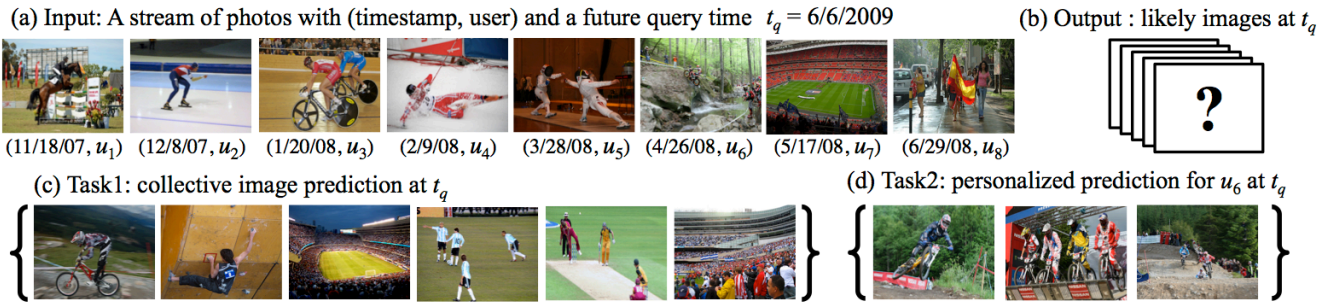 (a) Input: A stream of photos with (timestamp, user) and a future query time t_q = 6/6/2009
(b) Output : likely images at t_q
?
(11/18/07, u_1) (12/8/07, u_2) (1/20/08, u_3) (2/9/08, u_4) (3/28/08, u_5) (4/26/08, u_6) (5/17/08, u_7) (6/29/08, u_8)
(c) Task1: collective image prediction at t_q
(d) Task2: personalized prediction for u_6 at t_q